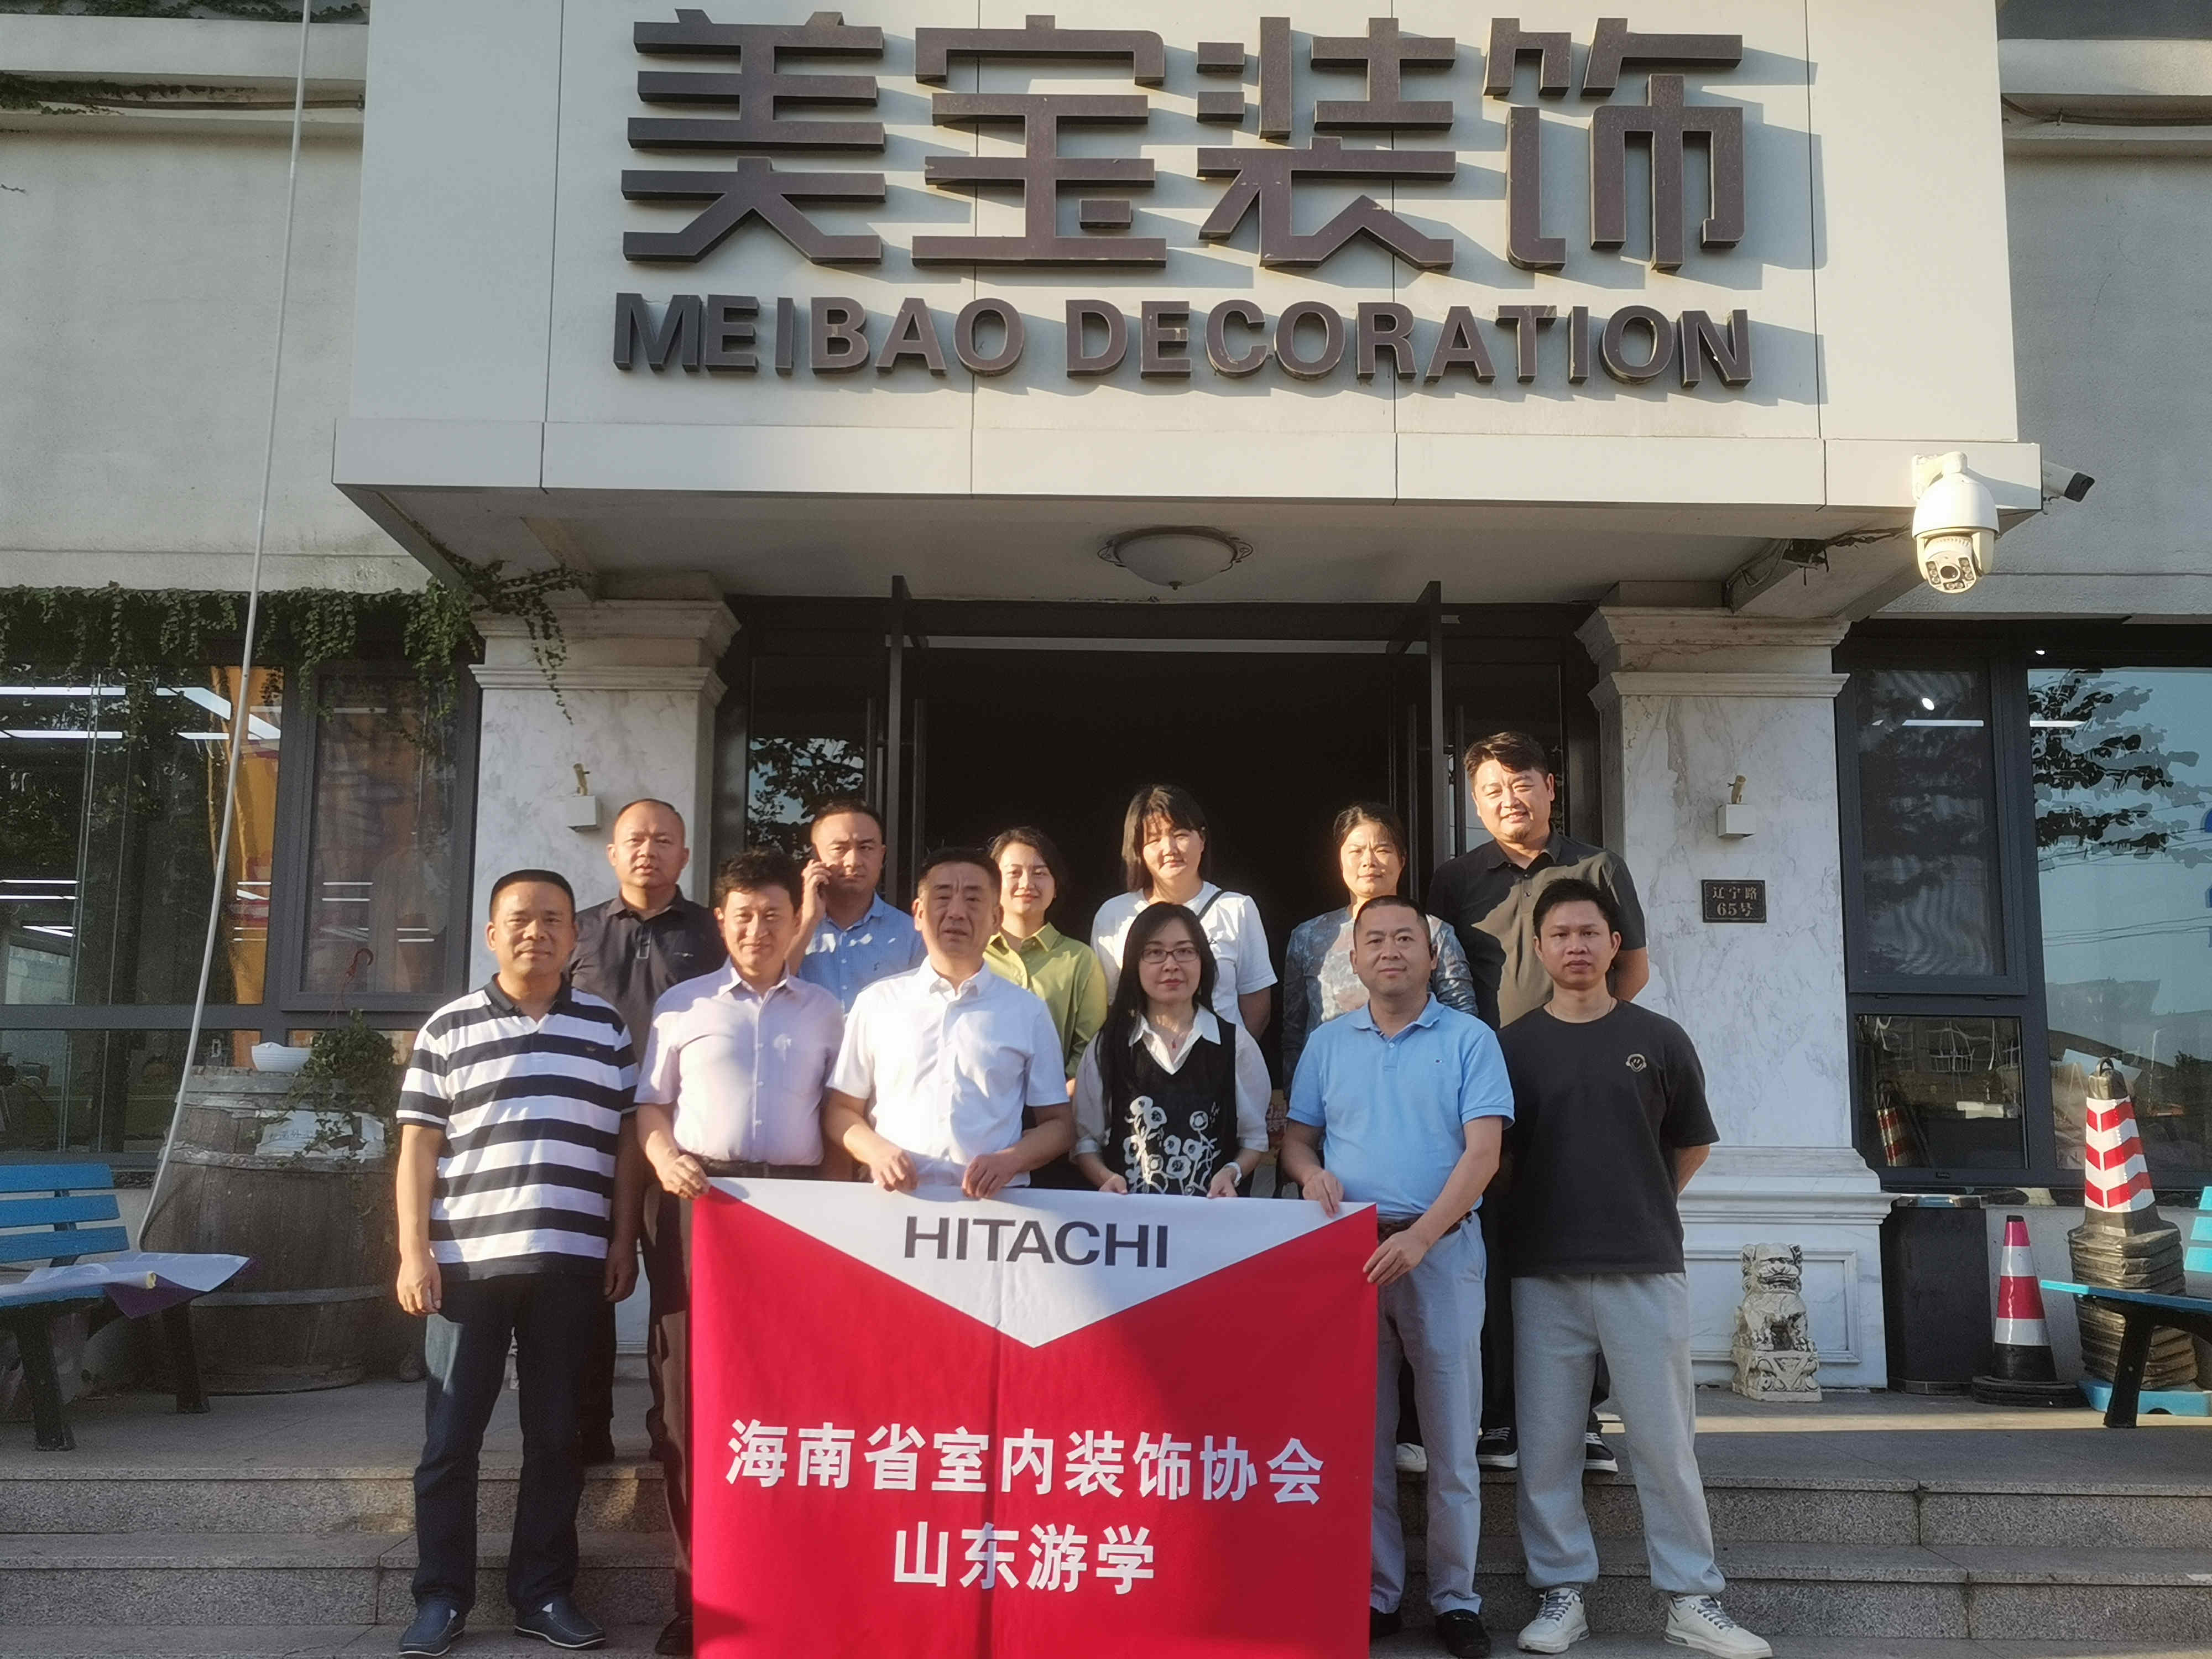 美宝装饰
MEIBAO DECORATION
辽宁路
65号
HITACHI
海南省室内装饰协会
山东游学